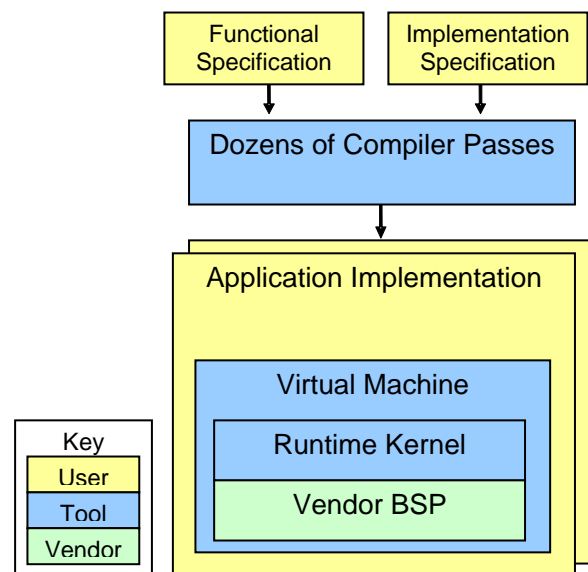 Functional
Specification
Implementation
Specification
Dozens of Compiler Passes
Application Implementation
Virtual Machine
Runtime Kernel
Vendor BSP
Key
User
Tool
Vendor